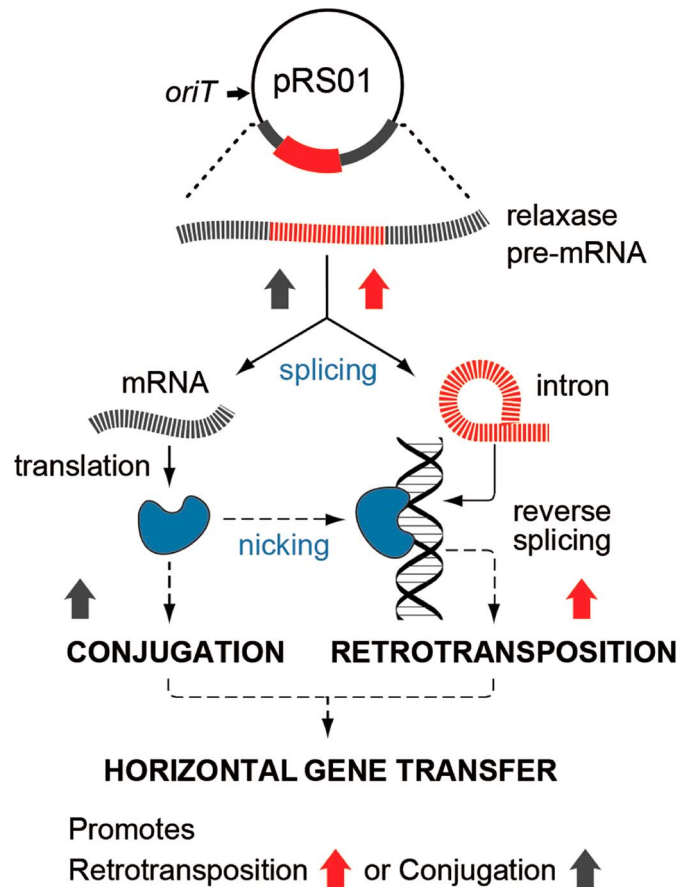 pRS01
oriT
relaxase
pre-mRNA
splicing
mRNA
intron
translation
nicking
reverse
splicing
CONJUGATION
RETROTRANSPOSITION
HORIZONTAL GENE TRANSFER
Promotes
Retrotransposition or Conjugation